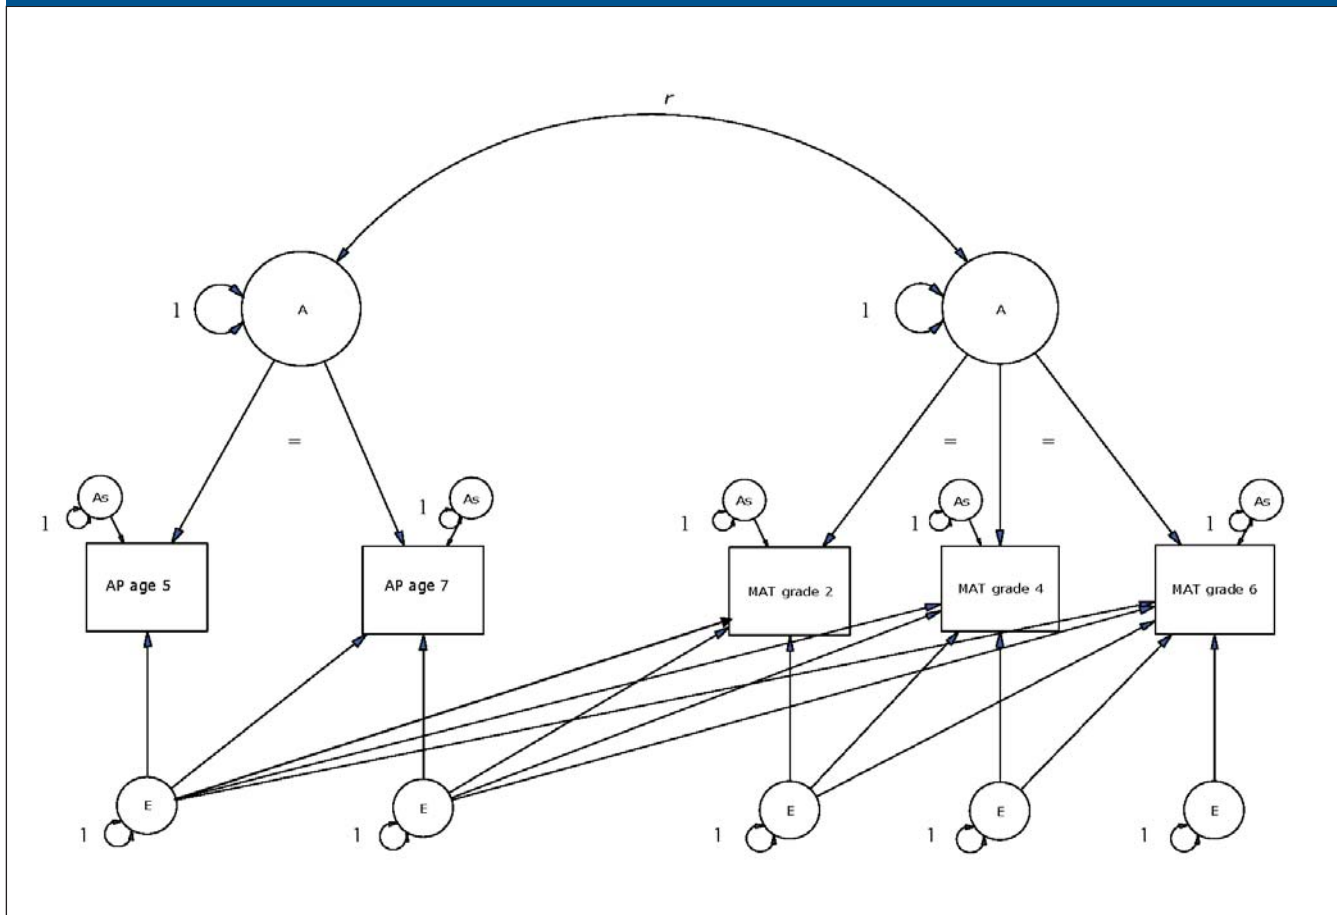 r
1
A
1
A
=
=
=
As
As
As
As
As
1
1
1
1
1
AP age 5
AP age 7
MAT grade 2
MAT grade 4
MAT grade 6
E
E
E
E
E
1
1
1
1
1